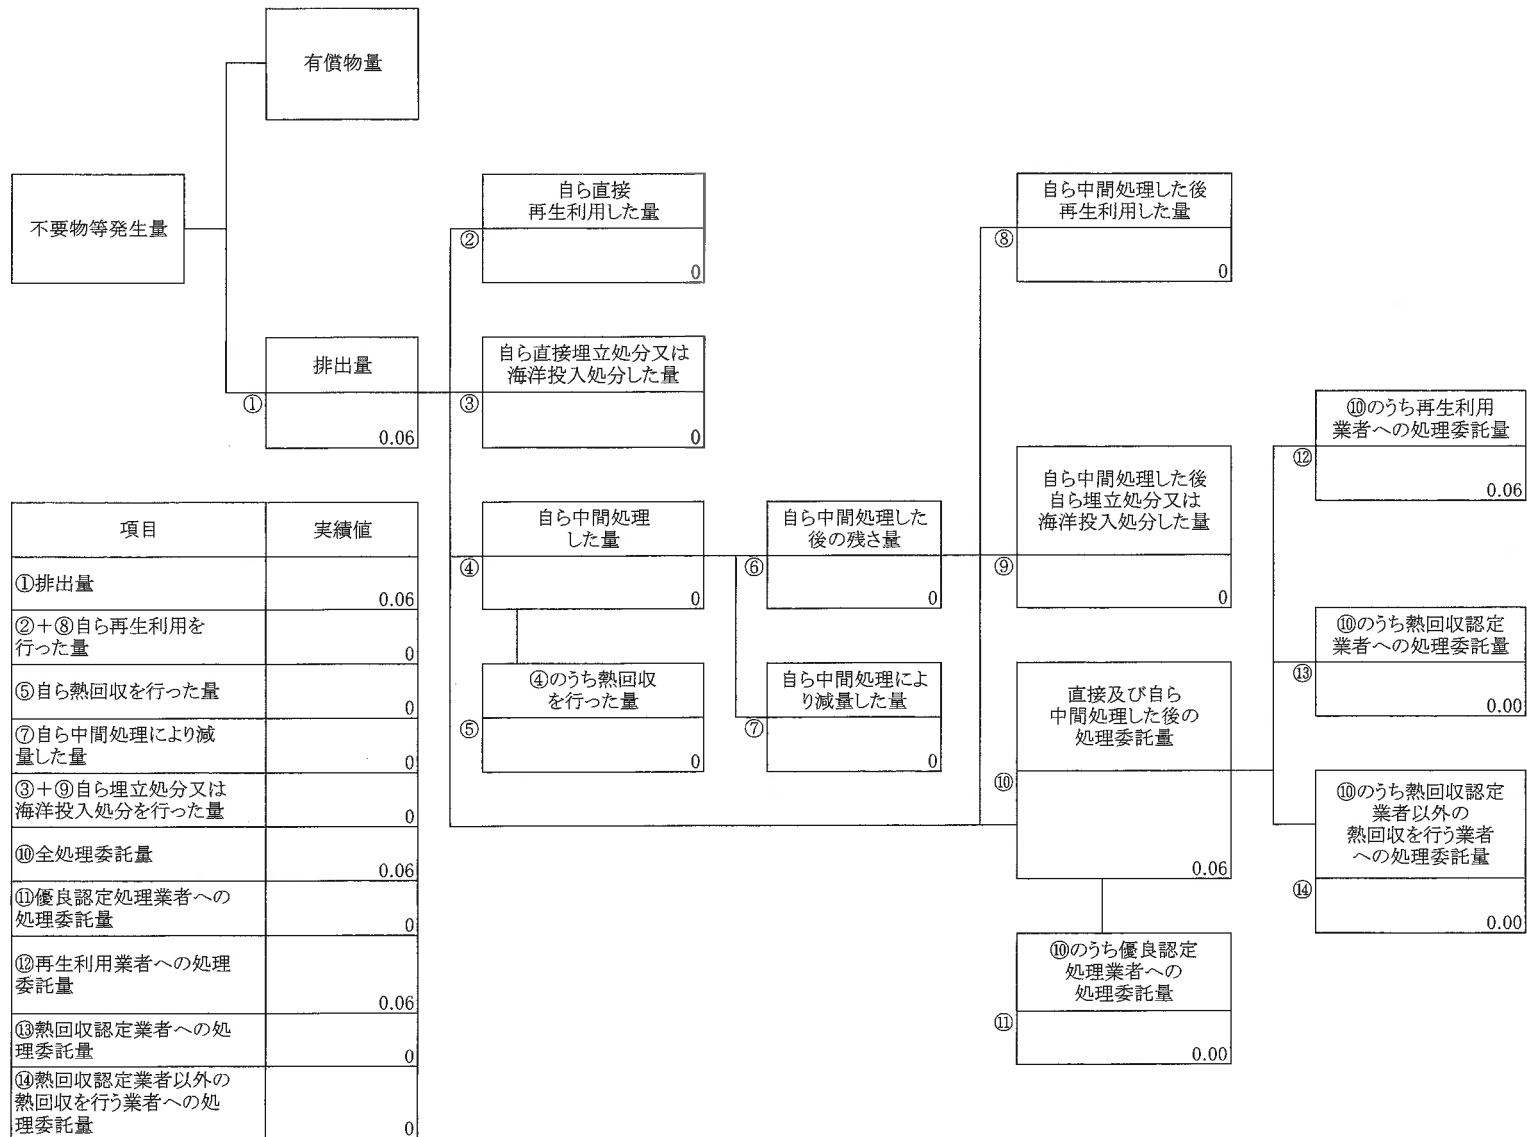 有償物量
不要物等発生量
排出量
①
0.06
自ら直接
再生利用した量
②
0
自ら直接埋立処分又は
海洋投入処分した量
③
0
自ら中間処理
した量
④
0
④のうち熱回収
を行った量
⑤
0
自ら中間処理した
後の残さ量
⑥
0
自ら中間処理によ
り減量した量
⑦
0
自ら中間処理した後
再生利用した量
⑧
0
自ら中間処理した後
自ら埋立処分又は
海洋投入処分した量
⑨
0
直接及び自ら
中間処理した後の
処理委託量
⑩
0.06
⑩のうち優良認定
処理業者への
処理委託量
⑪
0.00
⑩のうち再生利用
業者への処理委託量
⑫
0.06
⑩のうち熱回収認定
業者への処理委託量
⑬
0.00
⑩のうち熱回収認定
業者以外の
熱回収を行う業者
への処理委託量
⑭
0.00
項目 実績値
①排出量
0.06
②+⑧自ら再生利用を
行った量
0
⑤自ら熱回収を行った量
0
⑦自ら中間処理により減
量した量
0
③+⑨自ら埋立処分又は
海洋投入処分を行った量
0
⑩全処理委託量
0.06
⑪優良認定処理業者への
処理委託量
0
⑫再生利用業者への処理
委託量
0.06
⑬熱回収認定業者への処
理委託量
0
⑭熱回収認定業者以外の
熱回収を行う業者への処
理委託量
0